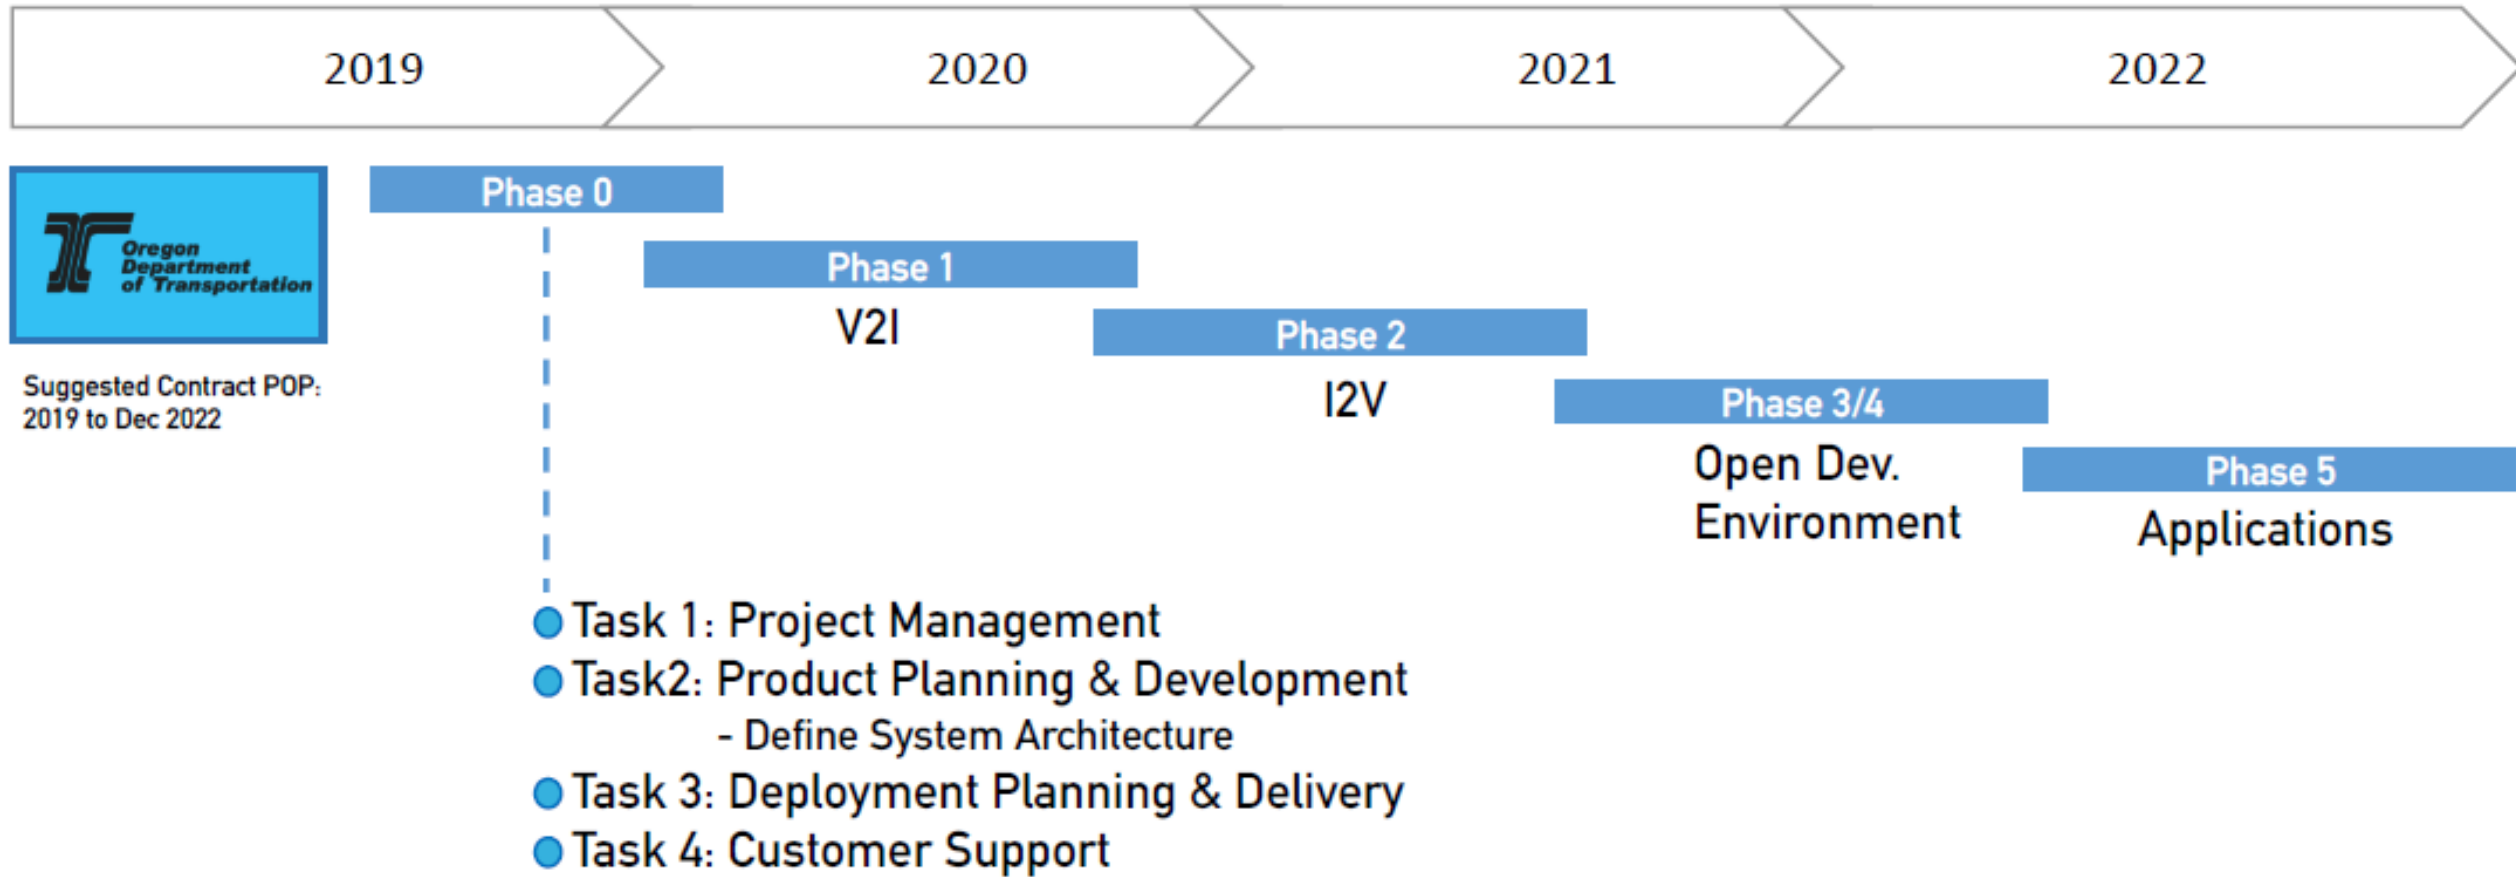 2019
2020
2021
2022
Oregon
Department
of Transportation
Suggested Contract POP:
2019 to Dec 2022
Phase 0
Phase 1
V2I
Phase 2
I2V
Phase 3/4
Open Dev.
Environment
Phase 5
Applications
Task 1: Project Management
Task2: Product Planning & Development
- Define System Architecture
Task 3: Deployment Planning & Delivery
Task 4: Customer Support